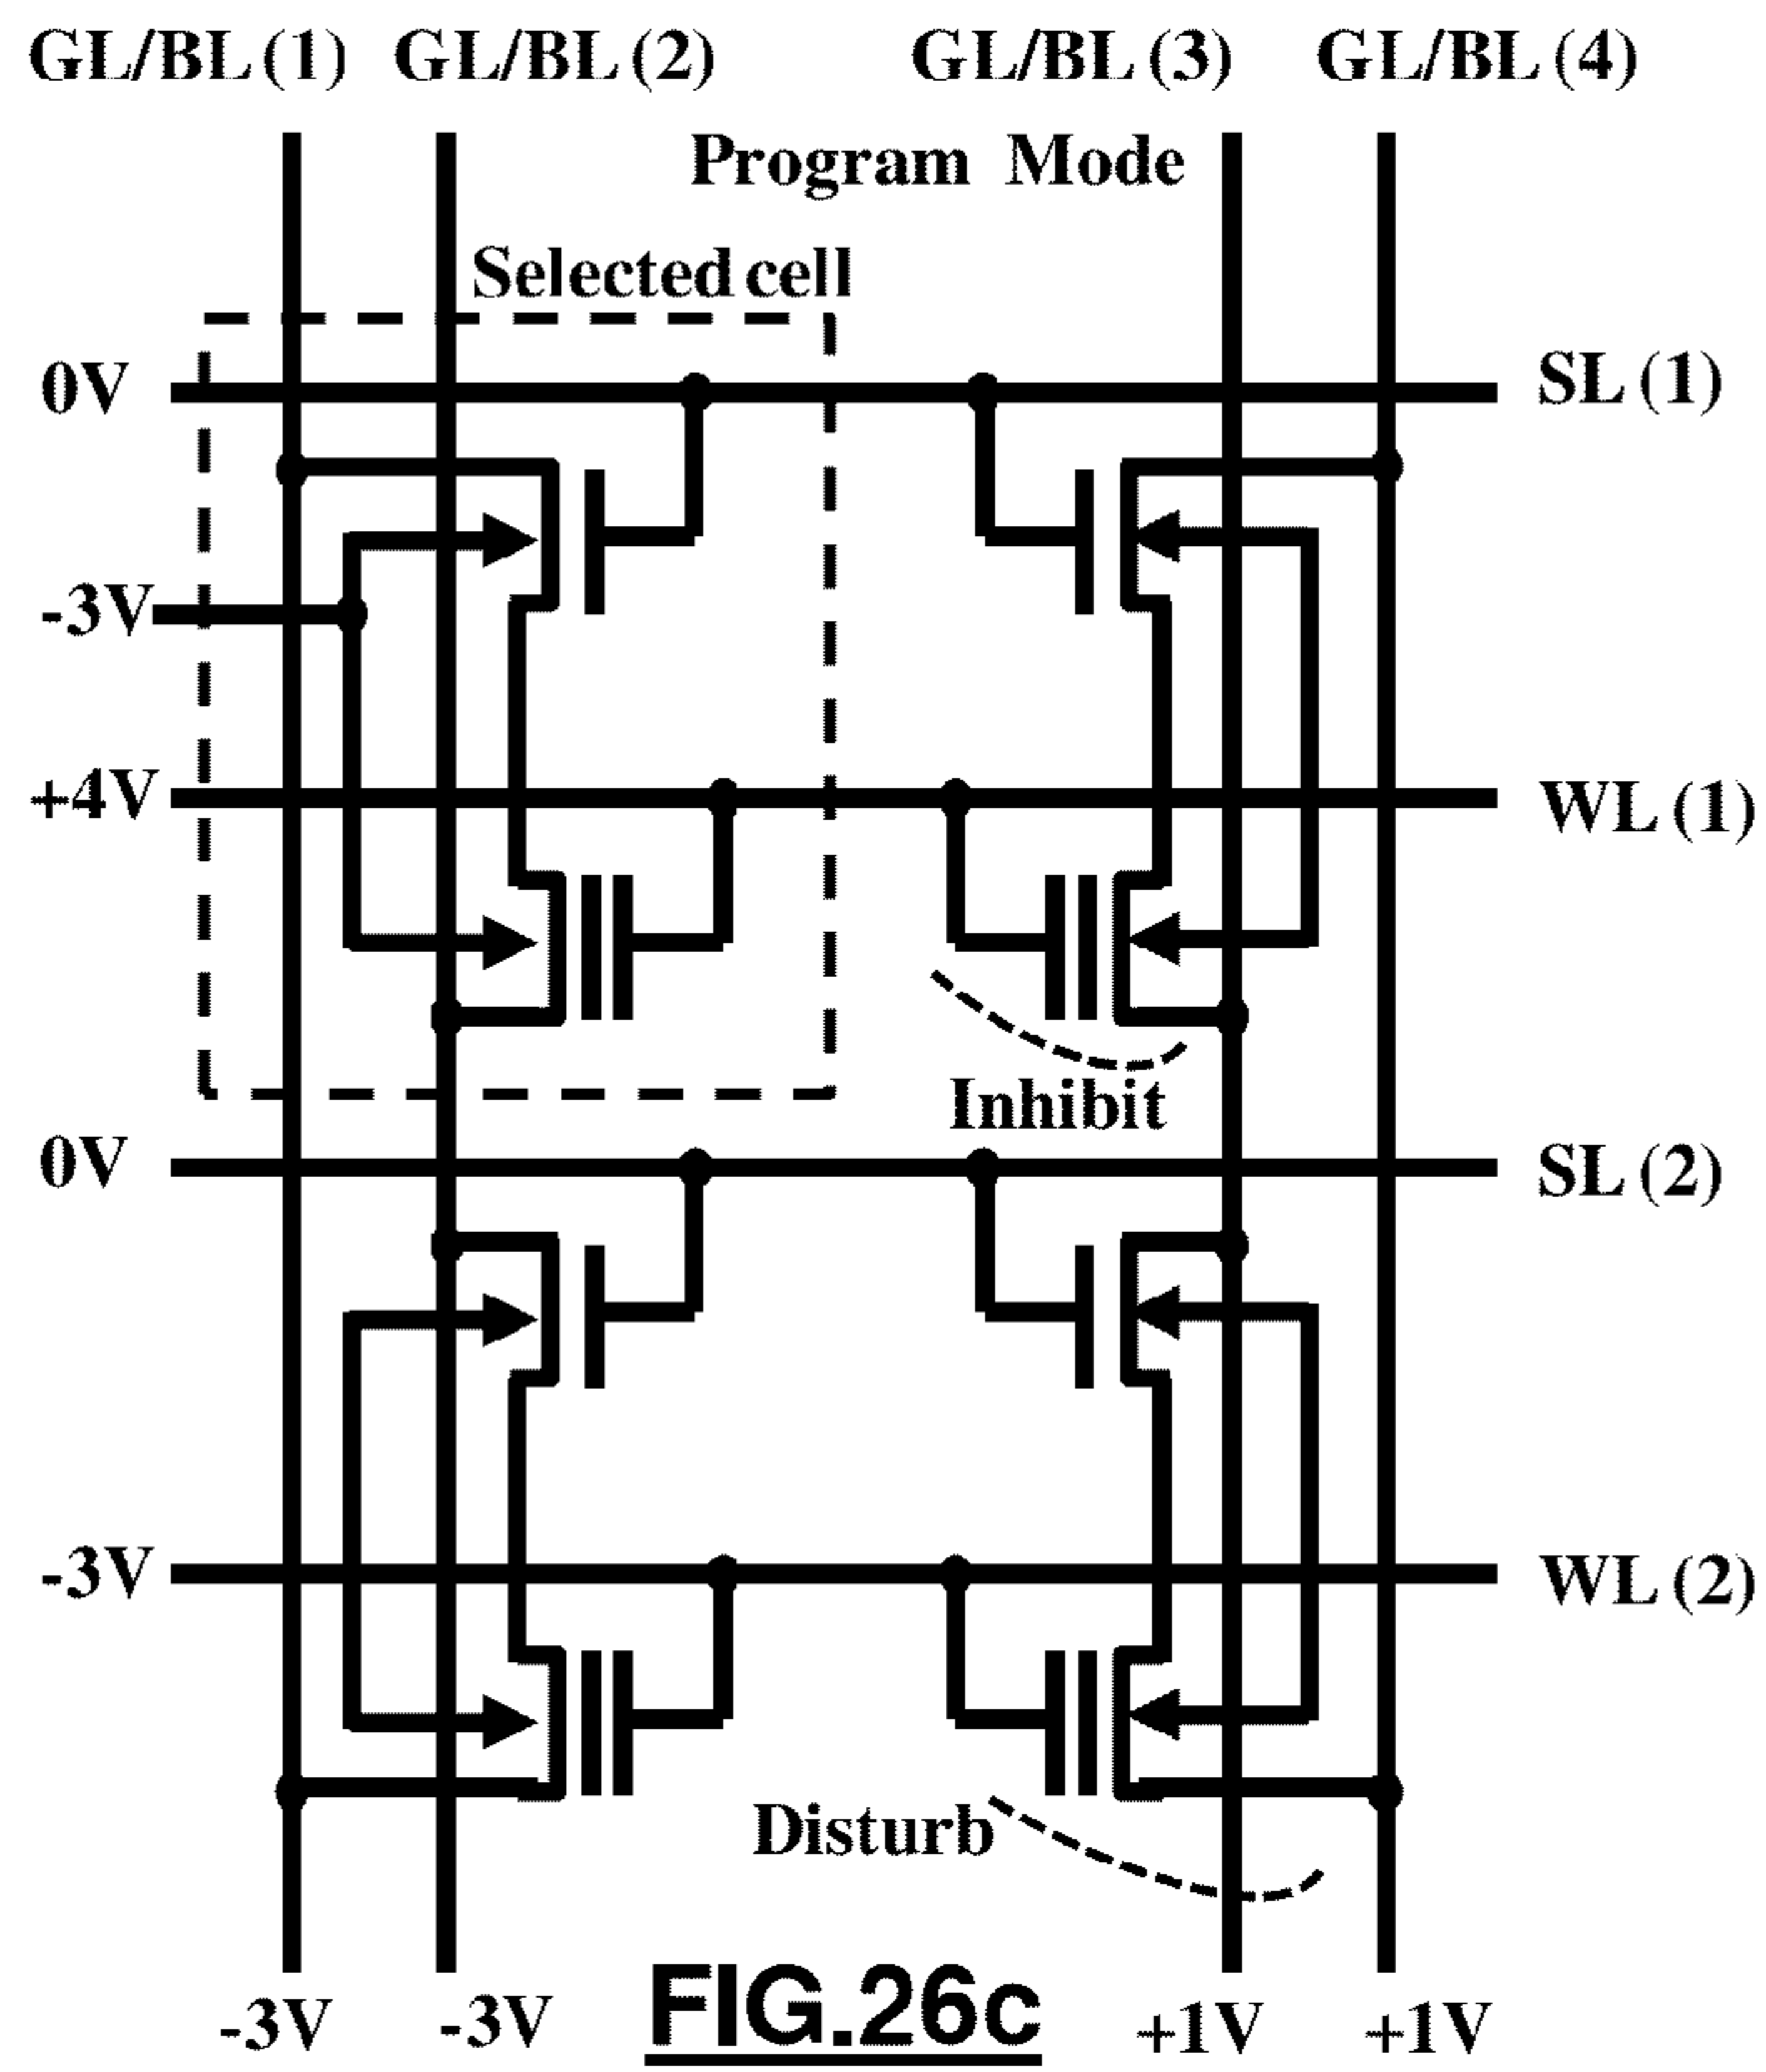 GL/BL (1) GL/BL (2) GL/BL (3) GL/BL (4)
Program Mode
Selected cell
0V SL (1)
-3V
+4V WL (1)
Inhibit
0V SL (2)
-3V WL (2)
Disturb
-3V -3V +1V +1V
FIG.26c